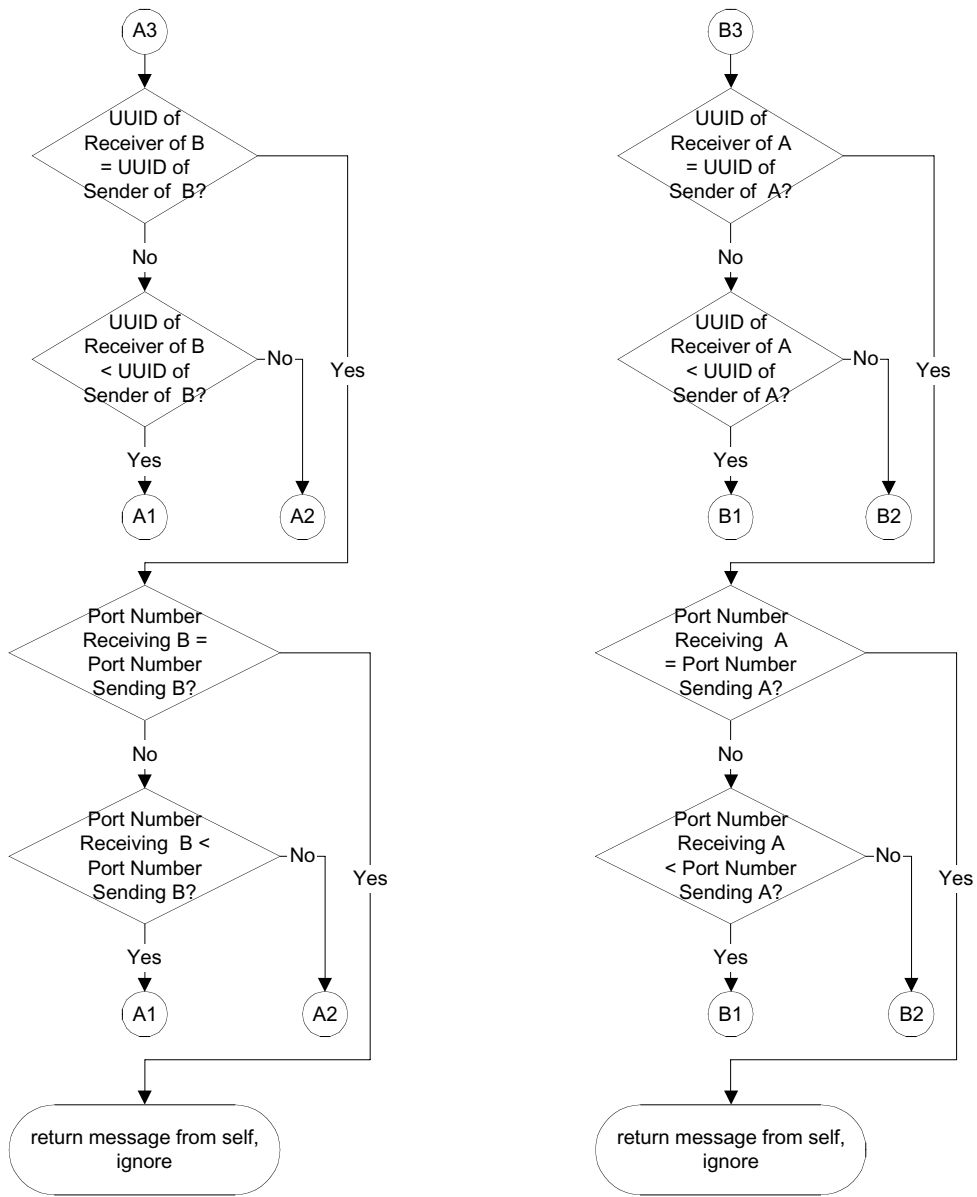 A3
UUID of
Receiver of B
= UUID of
Sender of B?
No
UUID of
Receiver of B
< UUID of
Sender of B?
No
Yes
Yes
A1
A2
Port Number
Receiving B =
Port Number
Sending B?
No
Port Number
Receiving B <
Port Number
Sending B?
No
Yes
Yes
A1
A2
return message from self,
ignore
B3
UUID of
Receiver of A
= UUID of
Sender of A?
No
UUID of
Receiver of A
< UUID of
Sender of A?
No
Yes
Yes
B1
B2
Port Number
Receiving A
= Port Number
Sending A?
No
Port Number
Receiving A
< Port Number
Sending A?
No
Yes
Yes
B1
B2
return message from self,
ignore